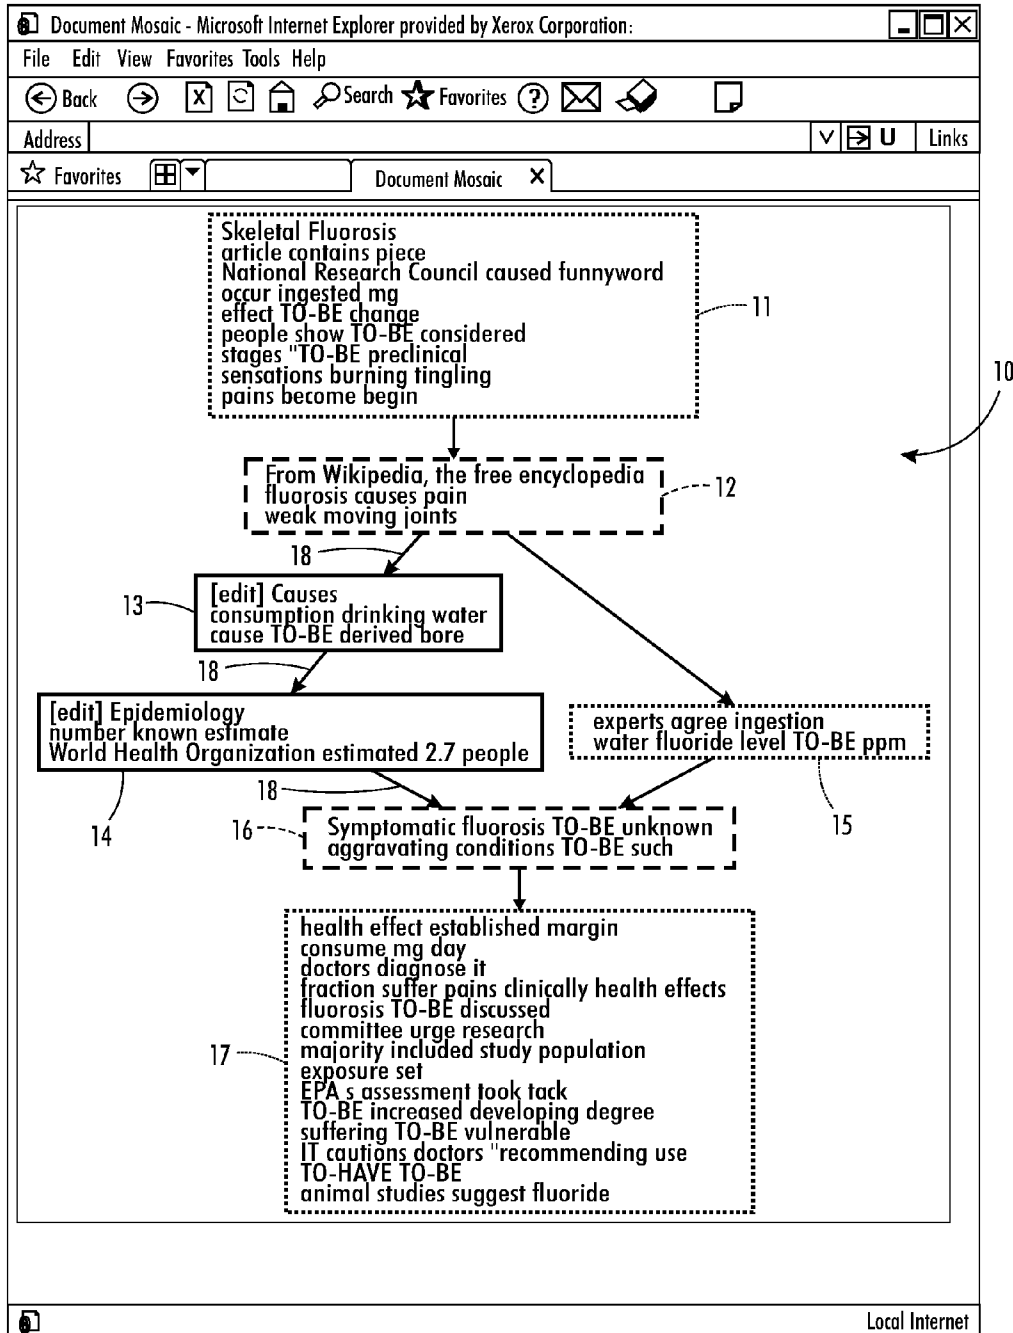 Document Mosaic - Microsoft Internet Explorer provided by Xerox Corporation:
File Edit View Favorites Tools Help
Back Search Favorites
Address U Links
Favorites Document Mosaic
Skeletal Fluorosis
article contains piece
National Research Council caused funnyword
occur ingested mg
effect TO-BE change
people show TO-BE considered
stages "TO-BE preclinical
sensations burning tingling
pains become begin
11
10
From Wikipedia, the free encyclopedia
fluorosis causes pain
weak moving joints
12
18
13
[edit] Causes
consumption drinking water
cause TO-BE derived bore
18
[edit] Epidemiology
number known estimate
World Health Organization estimated 2.7 people
14
experts agree ingestion
water fluoride level TO-BE ppm
15
18
16
Symptomatic fluorosis TO-BE unknown
aggravating conditions TO-BE such
health effect established margin
consume mg day
doctors diagnose it
fraction suffer pains clinically health effects
fluorosis TO-BE discussed
committee urge research
majority included study population
exposure set
EPA s assessment took tack
TO-BE increased developing degree
suffering TO-BE vulnerable
IT cautions doctors "recommending use
TO-HAVE TO-BE
animal studies suggest fluoride
17
Local Internet